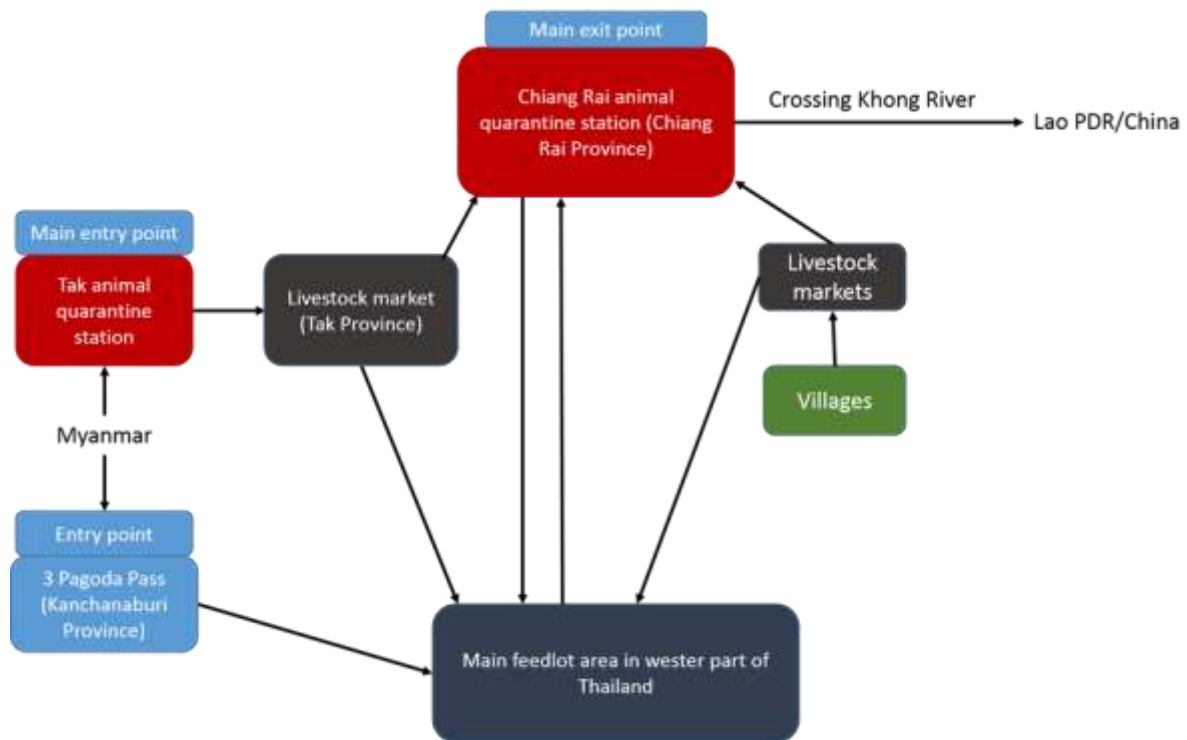 Main exit point
Chiang Rai animal
quarantine station (Chiang
Rai Province)
Crossing Khong River
Lao PDR/China
Main entry point
Tak animal
quarantine
station
Livestock market
(Tak Province)
Livestock
markets
Villages
Myanmar
Entry point
3 Pagoda Pass
(Kanchanaburi
Province)
Main feedlot area in wester part of
Thailand